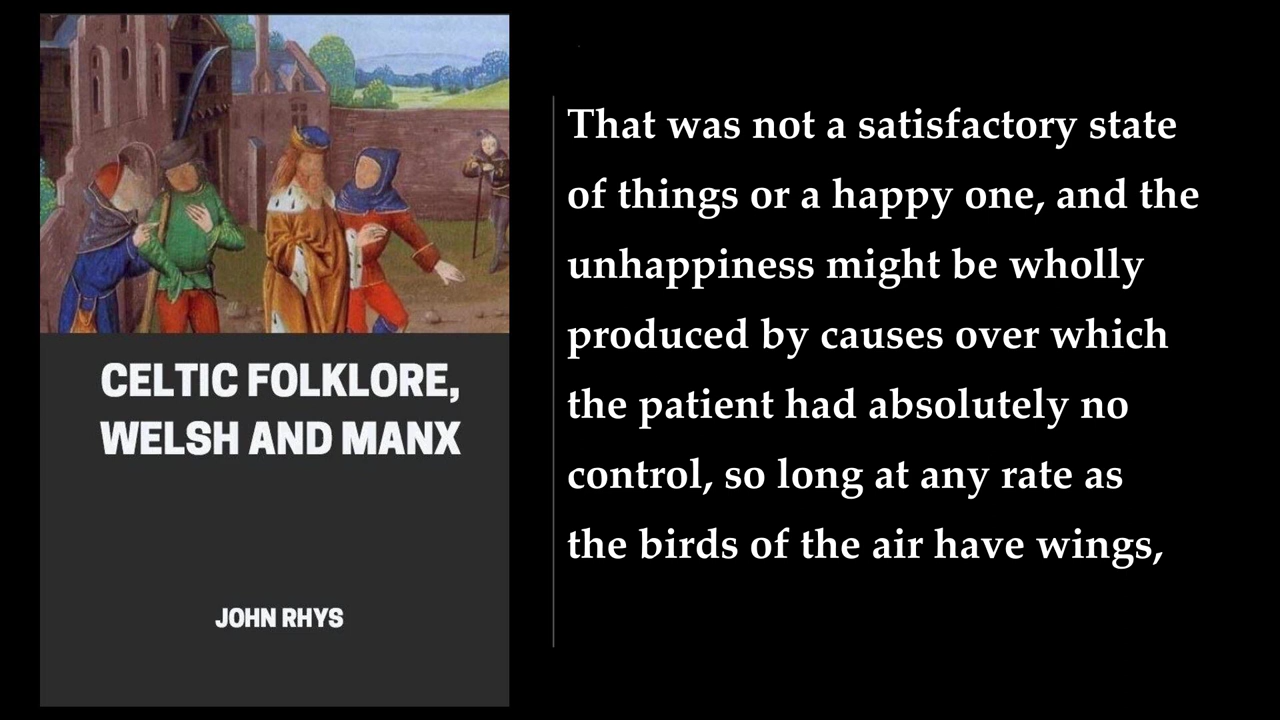 CELTIC FOLKLORE,
WELSH AND MANX
JOHN RHYS
That was not a satisfactory state
of things or a happy one, and the
unhappiness might be wholly
produced by causes over which
the patient had absolutely no
control, so long at any rate as
the birds of the air have wings,